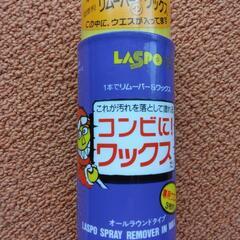 リムーバー&ワックス
この中に、ウエスが入ってます
LASPO
1本でリムーバー&ワックス
これが汚れを落として艶
コンビに!
ワックス
オールラウンドタイプ
LASPO SPRAY REMOVER IN WAX